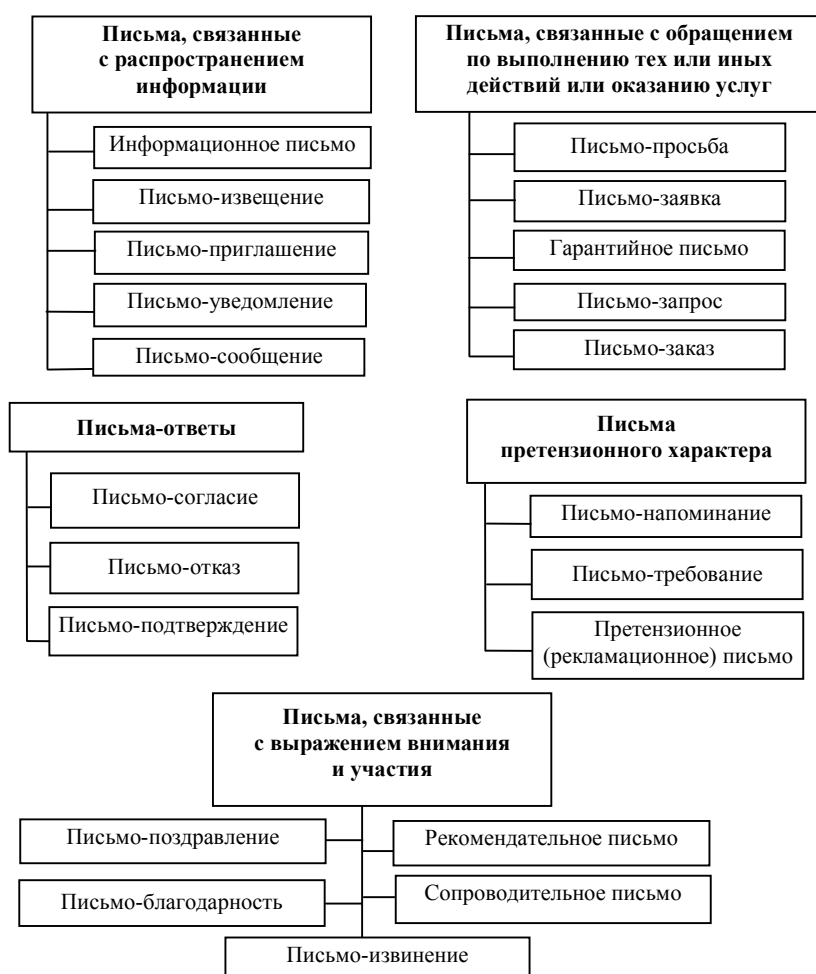 Письма, связанные
с распространением
информации
Информационное письмо
Письмо-извещение
Письмо-приглашение
Письмо-уведомление
Письмо-сообщение
Письма, связанные с обращением
по выполнению тех или иных
действий или оказанию услуг
Письмо-просьба
Письмо-заявка
Гарантийное письмо
Письмо-запрос
Письмо-заказ
Письма-ответы
Письмо-согласие
Письмо-отказ
Письмо-подтверждение
Письма
претензионного характера
Письмо-напоминание
Письмо-требование
Претензионное
(рекламационное) письмо
Письма, связанные
с выражением внимания
и участия
Письмо-поздравление
Рекомендательное письмо
Письмо-благодарность
Сопроводительное письмо
Письмо-извинение